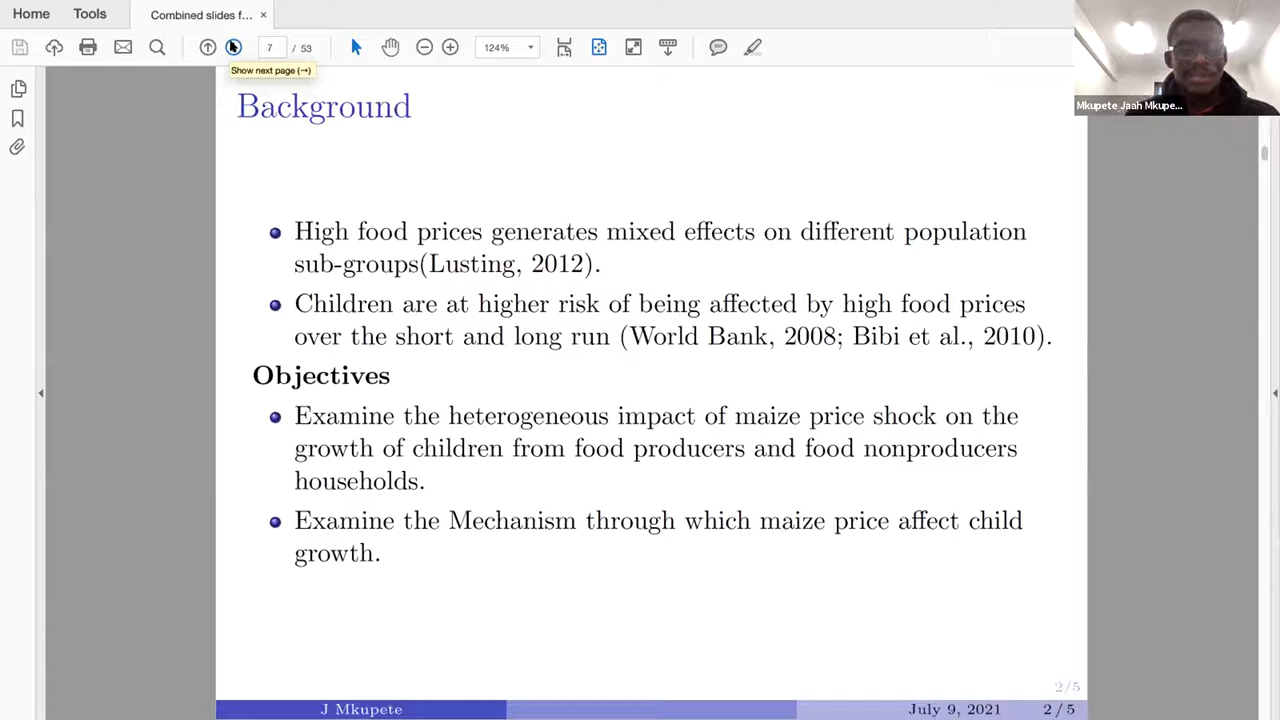 Home
Tools
Combined slides f...
×
7
/ 53
124%
Show next page (→)
Mkupete Jaah Mkupe...
Background
High food prices generates mixed effects on different population
sub-groups(Lusting, 2012).
Children are at higher risk of being affected by high food prices
over the short and long run (World Bank, 2008; Bibi et al., 2010).
Objectives
Examine the heterogeneous impact of maize price shock on the
growth of children from food producers and food nonproducers
households.
Examine the Mechanism through which maize price affect child
growth.
2/5
J Mkupete
July 9, 2021
2 / 5